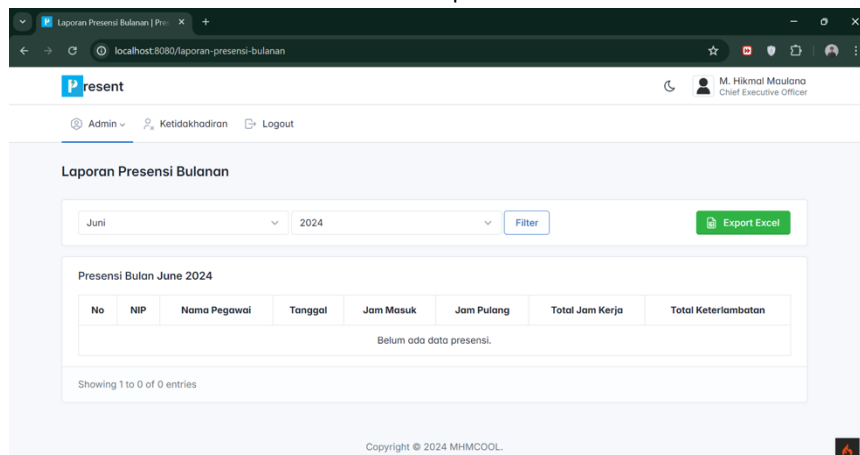 Laporan Presensi Bulanan | Pre
localhost:8080/laporan-presensi-bulanan
Present
M. Hikmal Maulana
Chief Executive Officer
Admin
Ketidakhadiran
Logout
Laporan Presensi Bulanan
Juni
2024
Filter
Export Excel
Presensi Bulan June 2024
No NIP Nama Pegawai Tanggal Jam Masuk Jam Pulang Total Jam Kerja Total Keterlambatan
Belum ada data presensi.
Showing 1 to 0 of 0 entries
Copyright © 2024 MHMCOOL.